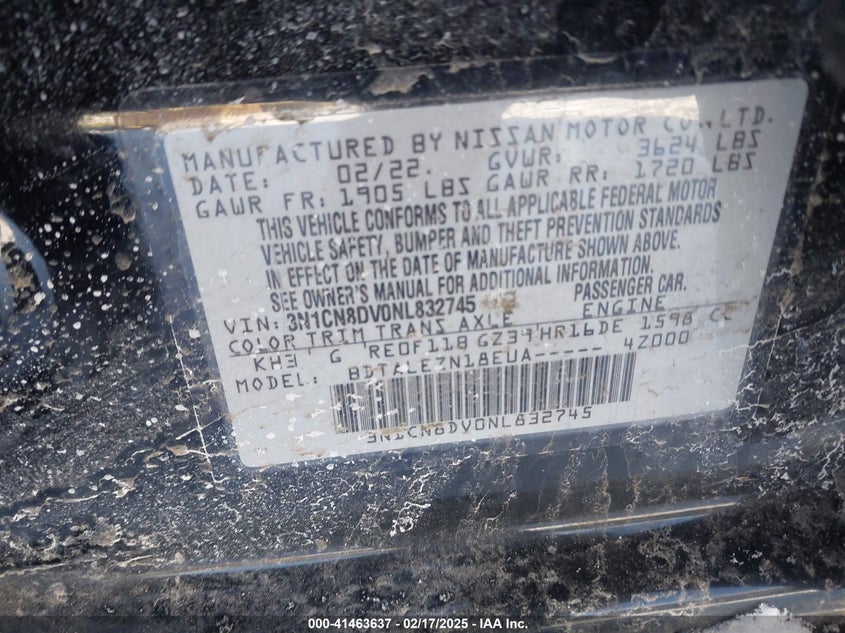 MANUFACTURED BY NISSAN MOTOR CO., LTD.
DATE: 02/22. GVWR: 3624 LBS
GAWR FR: 1905 LBS GAWR RR: 1720 LBS
THIS VEHICLE CONFORMS TO ALL APPLICABLE FEDERAL MOTOR
VEHICLE SAFETY, BUMPER AND THEFT PREVENTION STANDARDS
IN EFFECT ON THE DATE OF MANUFACTURE SHOWN ABOVE.
SEE OWNER'S MANUAL FOR ADDITIONAL INFORMATION.
VIN: 3N1CN8DV0NL832745 PASSENGER CAR.
COLOR TRIM TRANS AXLE ENGINE
KH3 G RE0F11B GZ39 HR16DE 1598 CC
MODEL: BDTALEZN18EUA----- 4Z000
3N1CN8DV0NL832745
000-41463637 - 02/17/2025 - IAA Inc.